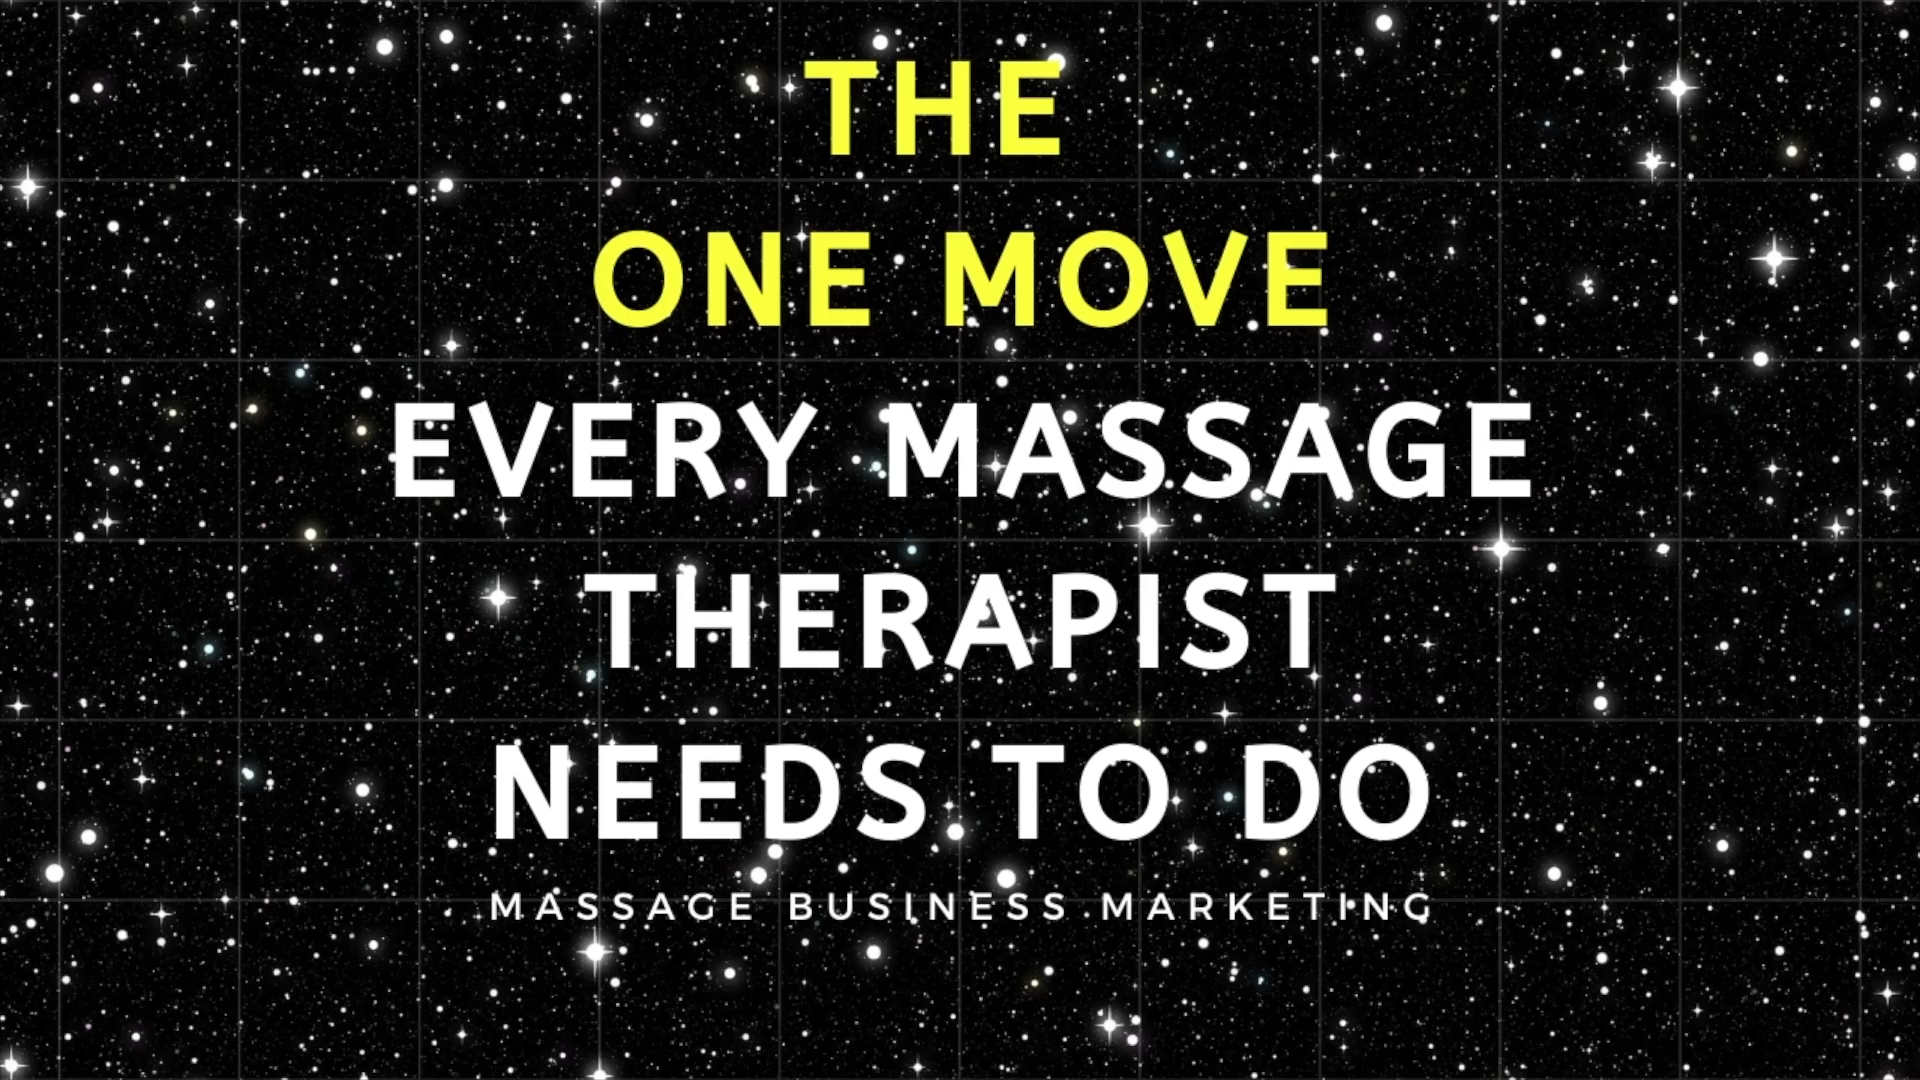 THE
ONE MOVE
EVERY MASSAGE
THERAPIST
NEEDS TO DO
MASSAGE BUSINESS MARKETING